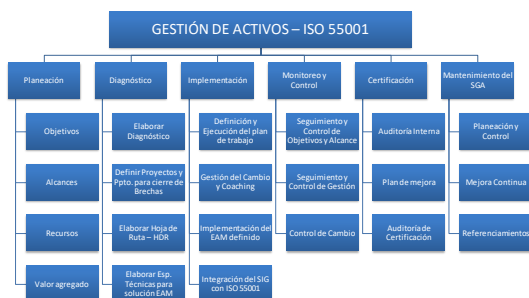 GESTIÓN DE ACTIVOS – ISO 55001
Planeación
Objetivos
Alcances
Recursos
Valor agregado
Diagnóstico
Elaborar
Diagnóstico
Definir Proyectos y
Ppto. para cierre de
Brechas
Elaborar Hoja de
Ruta – HDR
Elaborar Esp.
Técnicas para
solución EAM
Implementación
Definición y
Ejecución del plan
de trabajo
Gestión del Cambio
y Coaching
Implementación del
EAM definido
Integración del SIG
con ISO 55001
Monitoreo y
Control
Seguimiento y
Control de
Objetivos y Alcance
Seguimiento y
Control de Gestión
Control de Cambio
Certificación
Auditoría Interna
Plan de mejora
Auditoría de
Certificación
Mantenimiento del
SGA
Planeación y
Control
Mejora Continua
Referenciamientos